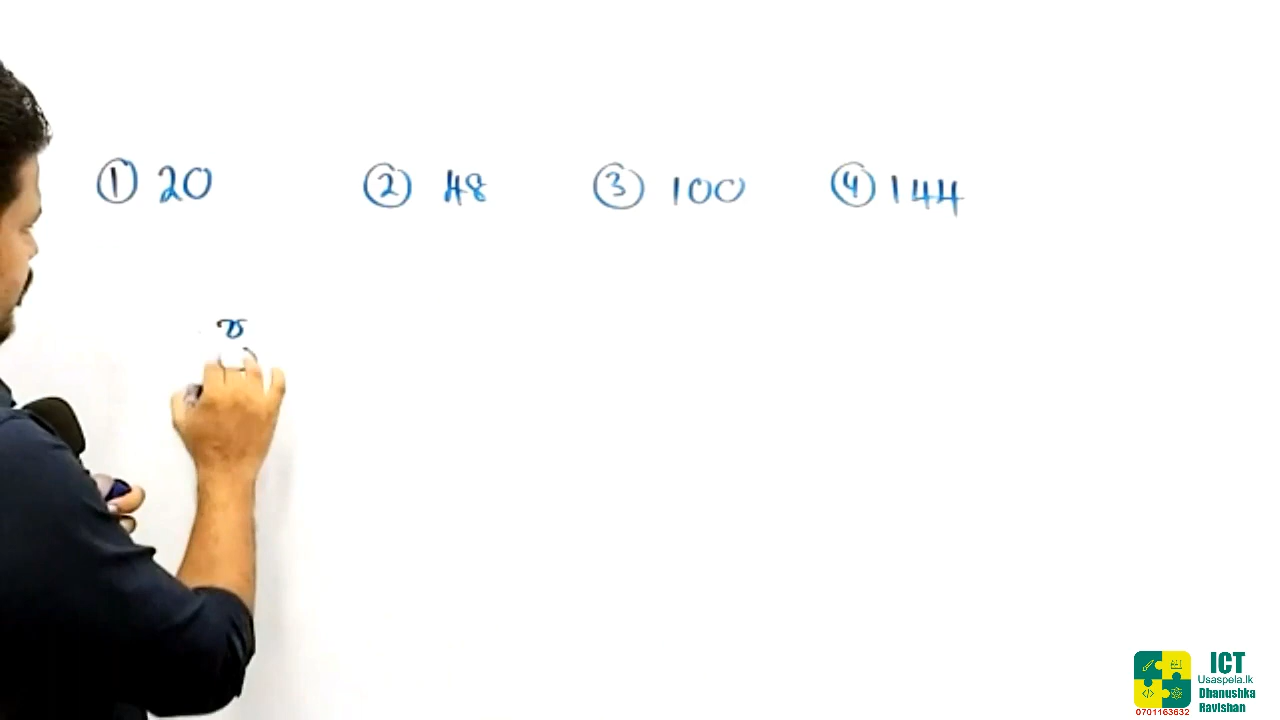 ① 20 ② 48 ③ 100 ④ 144
ICT
Usaspela.lk
Dhanushka
Ravishan
0701163632